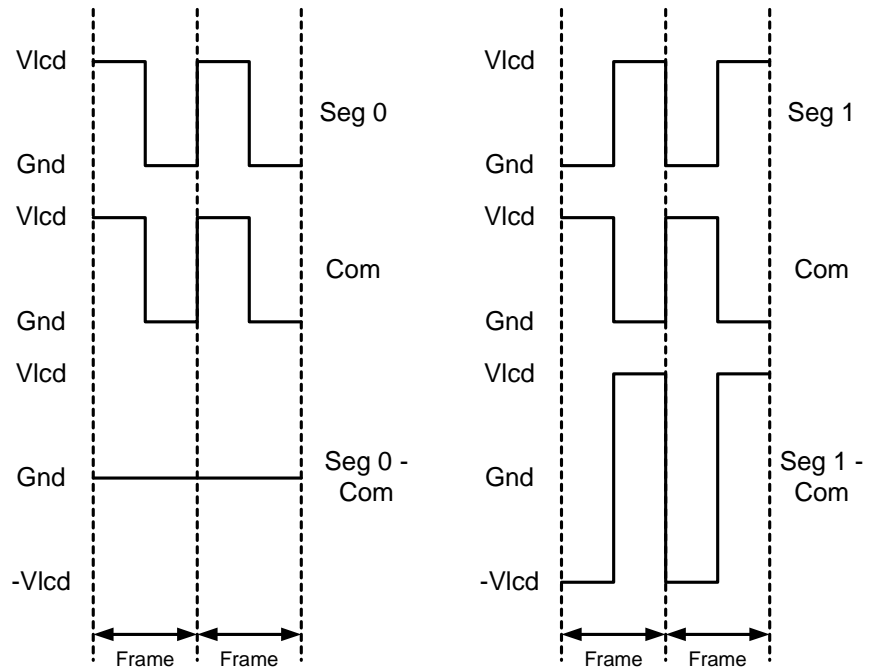 Vlcd
Seg 0
Gnd
Vlcd
Com
Gnd
Vlcd
Gnd
Seg 0 -
Com
-Vlcd
Frame Frame
Vlcd
Seg 1
Gnd
Vlcd
Com
Gnd
Vlcd
Gnd
Seg 1 -
Com
-Vlcd
Frame Frame